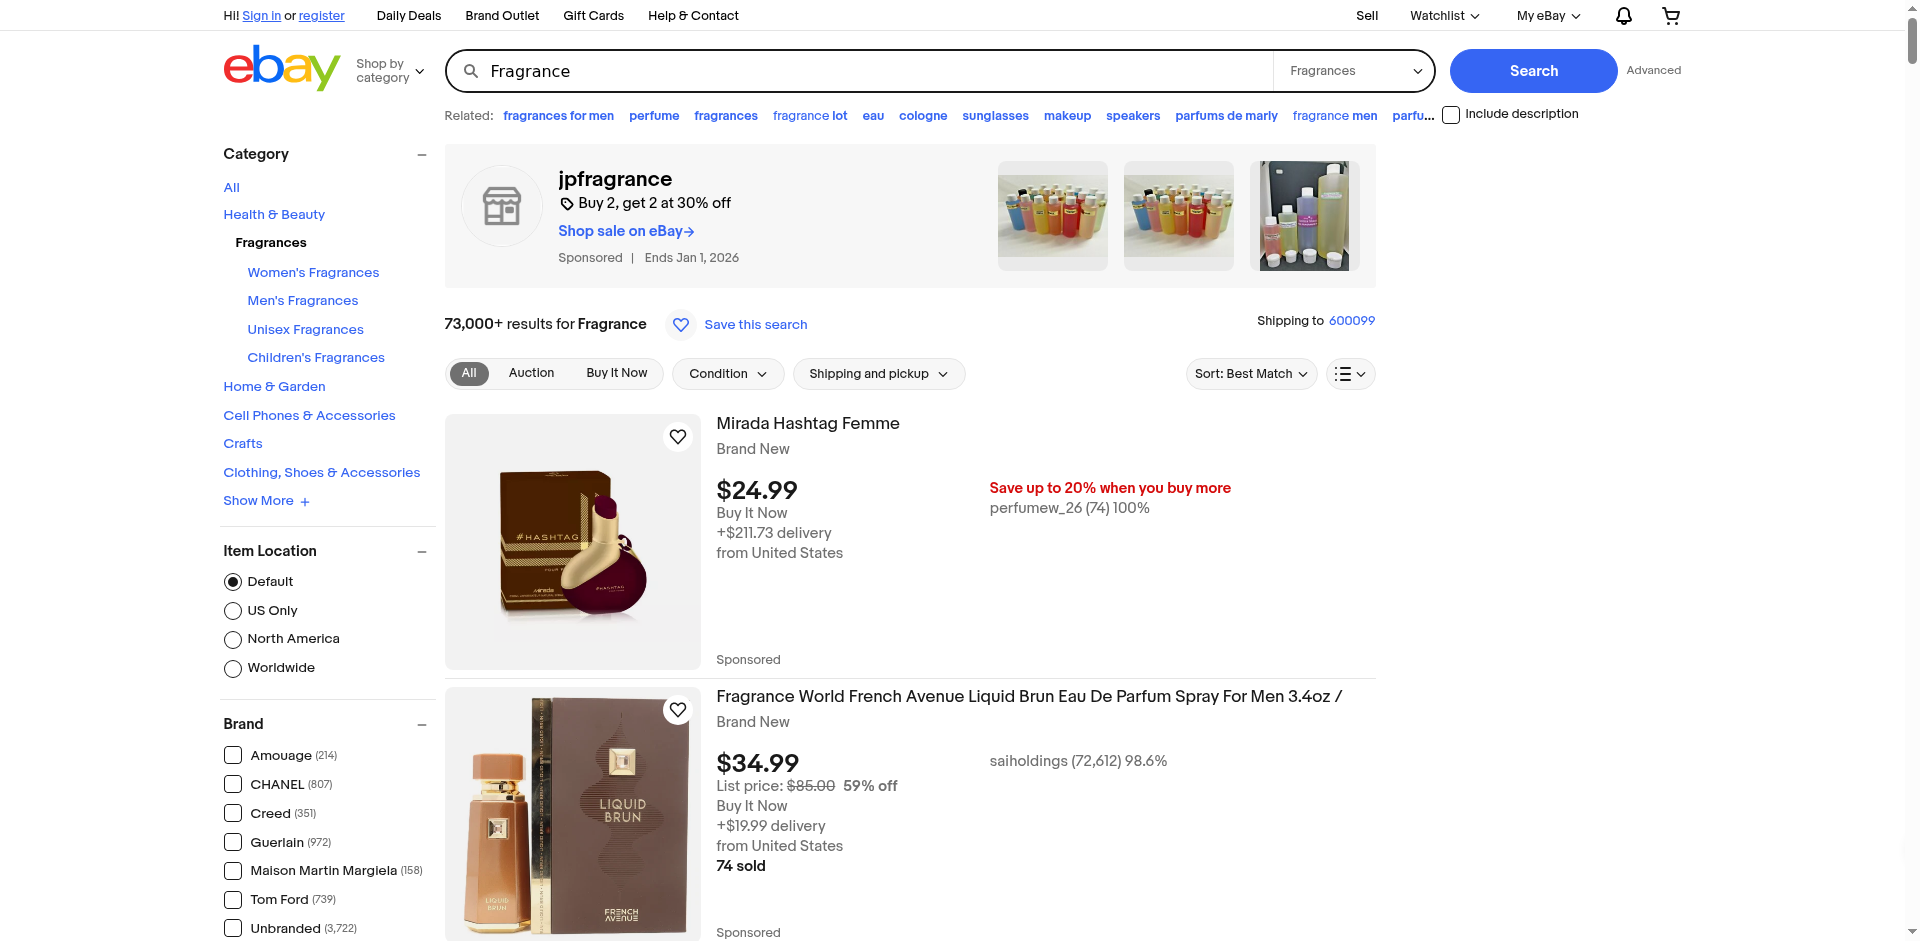 Hi! Sign in or register
Daily Deals
Brand Outlet
Gift Cards
Help & Contact
Sell
Watchlist
My eBay
ebay
Shop by
category
Fragrance
Fragrances
Search
Advanced
Related: fragrances for men perfume fragrances fragrance lot eau cologne sunglasses makeup speakers parfums de marly fragrance men parfu...
Include description
Category
All
Health & Beauty
Fragrances
Women's Fragrances
Men's Fragrances
Unisex Fragrances
Children's Fragrances
Home & Garden
Cell Phones & Accessories
Crafts
Clothing, Shoes & Accessories
Show More
Item Location
Default
US Only
North America
Worldwide
Brand
Amouage (214)
CHANEL (807)
Creed (351)
Guerlain (972)
Maison Martin Margiela (158)
Tom Ford (739)
Unbranded (3,722)
jpfragrance
Buy 2, get 2 at 30% off
Shop sale on eBay
Sponsored | Ends Jan 1, 2026
73,000+ results for Fragrance
Save this search
Shipping to 600099
All
Auction
Buy It Now
Condition
Shipping and pickup
Sort: Best Match
#HASHTAG
Mirada Hashtag Femme
Brand New
$24.99
Buy It Now
+$211.73 delivery
from United States
Save up to 20% when you buy more
perfumew_26 (74) 100%
Sponsored
LIQUID
BRUN
LIQUID
BRUN
FRENCH
AVENUE
Fragrance World French Avenue Liquid Brun Eau De Parfum Spray For Men 3.4oz /
Brand New
$34.99
List price: $85.00 59% off
Buy It Now
+$19.99 delivery
from United States
74 sold
saiholdings (72,612) 98.6%
Sponsored